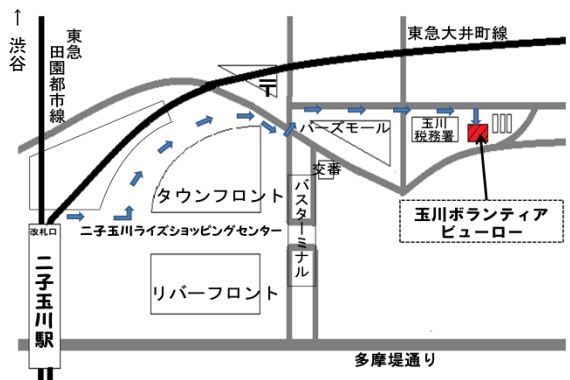 ↑
渋谷
東急
田園都市線
東急大井町線
〒
バーズモール
玉川
税務署
交番
タウンフロント
バスターミナル
玉川ボランティア
ビューロー
改札口
二子玉川ライズショッピングセンター
二子玉川駅
リバーフロント
多摩堤通り